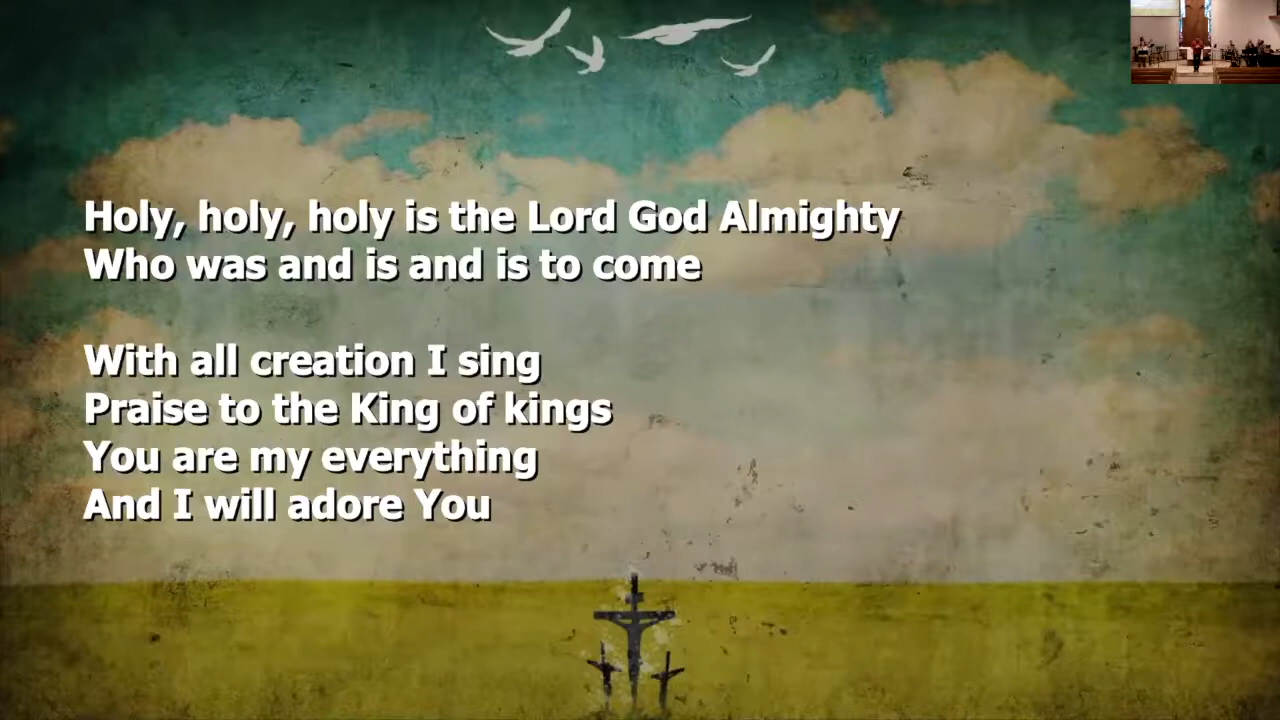 Holy, holy, holy is the Lord God Almighty
Who was and is and is to come
With all creation I sing
Praise to the King of kings
You are my everything
And I will adore You